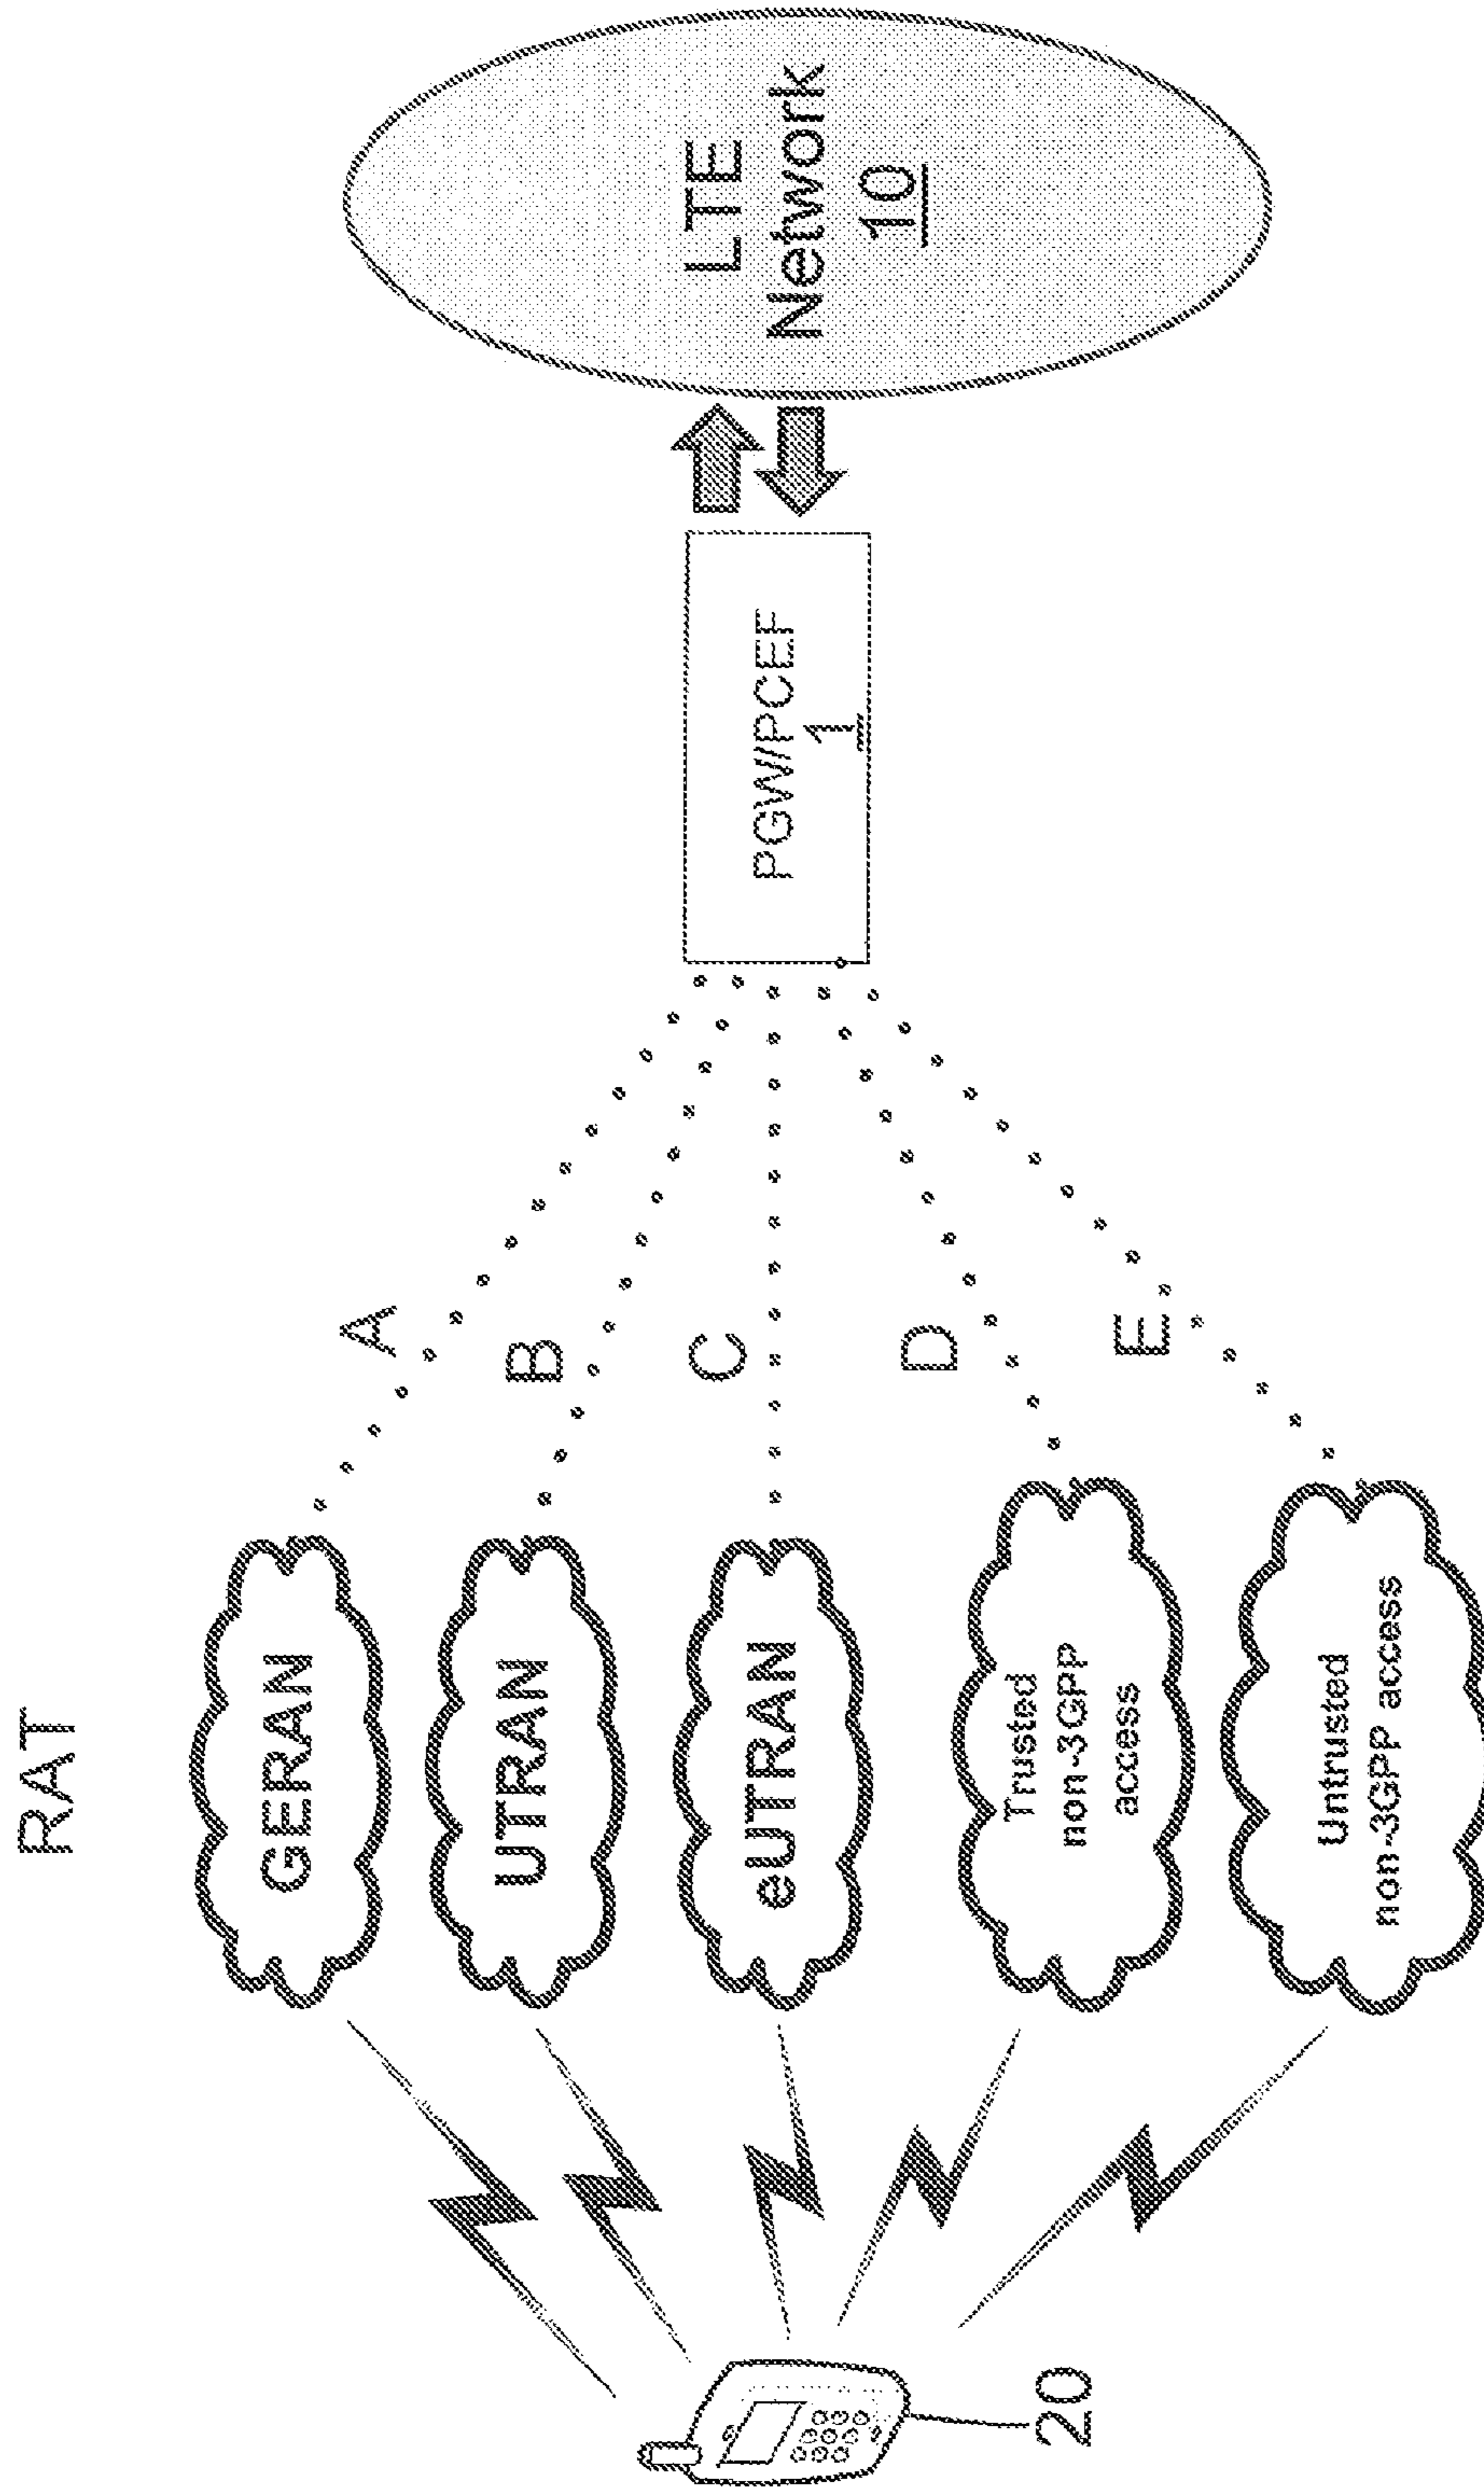 RAT
GERAN
UTRAN
eUTRAN
Trusted
non-3GPP
access
Untrusted
non-3GPP access
A
B
C
D
E
PGW/PCEF
1
LTE
Network
10
20